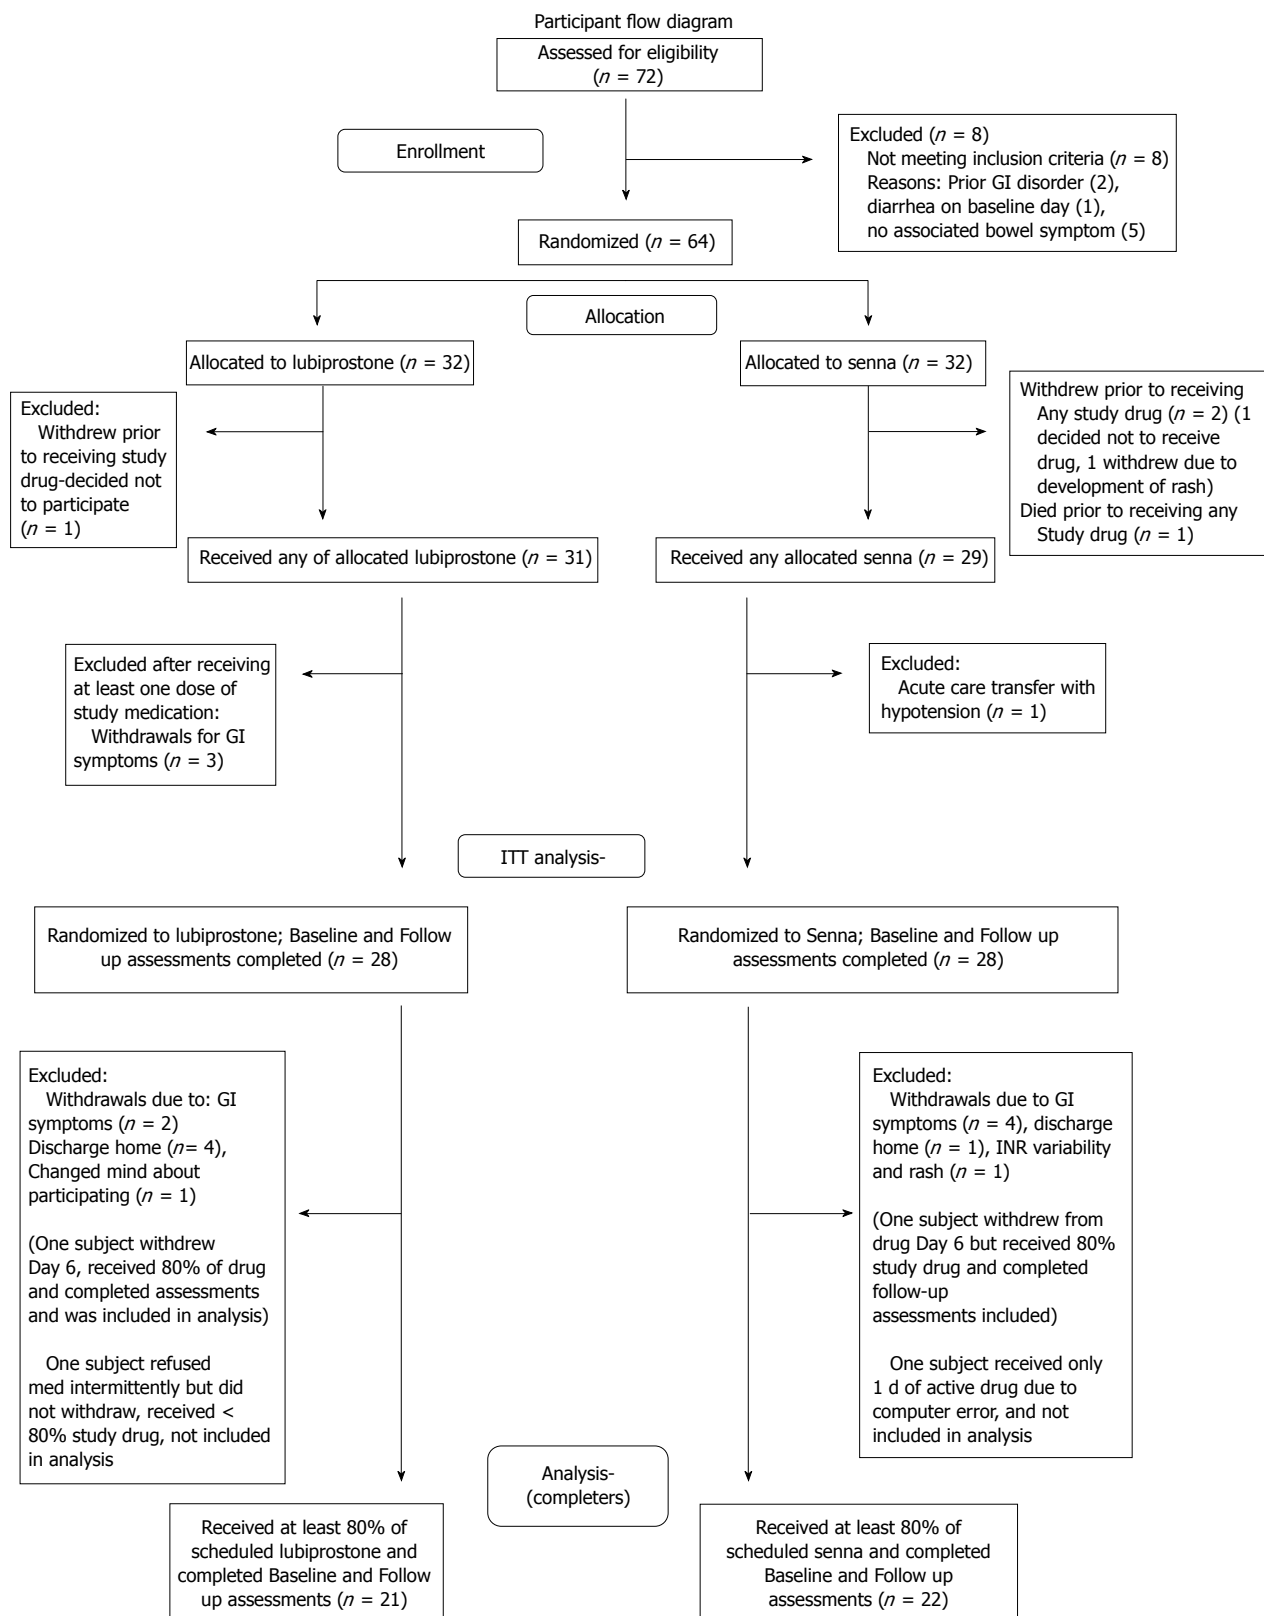 Participant flow diagram
Assessed for eligibility
(n = 72)
Enrollment
Excluded (n = 8)
Not meeting inclusion criteria (n = 8)
Reasons: Prior GI disorder (2),
diarrhea on baseline day (1),
no associated bowel symptom (5)
Randomized (n = 64)
Allocation
Allocated to lubiprostone (n = 32)
Allocated to senna (n = 32)
Excluded:
Withdrew prior
to receiving study
drug-decided not
to participate
(n = 1)
Withdrew prior to receiving
Any study drug (n = 2) (1
decided not to receive
drug, 1 withdrew due to
development of rash)
Died prior to receiving any
Study drug (n = 1)
Received any of allocated lubiprostone (n = 31)
Received any allocated senna (n = 29)
Excluded after receiving
at least one dose of
study medication:
Withdrawals for GI
symptoms (n = 3)
Excluded:
Acute care transfer with
hypotension (n = 1)
ITT analysis-
Randomized to lubiprostone; Baseline and Follow
up assessments completed (n = 28)
Randomized to Senna; Baseline and Follow up
assessments completed (n = 28)
Excluded:
Withdrawals due to: GI
symptoms (n = 2)
Discharge home (n= 4),
Changed mind about
participating (n = 1)
(One subject withdrew
Day 6, received 80% of drug
and completed assessments
and was included in analysis)
One subject refused
med intermittently but did
not withdraw, received <
80% study drug, not included
in analysis
Excluded:
Withdrawals due to GI
symptoms (n = 4), discharge
home (n = 1), INR variability
and rash (n = 1)
(One subject withdrew from
drug Day 6 but received 80%
study drug and completed
follow-up
assessments included)
One subject received only
1 d of active drug due to
computer error, and not
included in analysis
Analysis-
(completers)
Received at least 80% of
scheduled lubiprostone and
completed Baseline and Follow
up assessments (n = 21)
Received at least 80% of
scheduled senna and completed
Baseline and Follow up
assessments (n = 22)